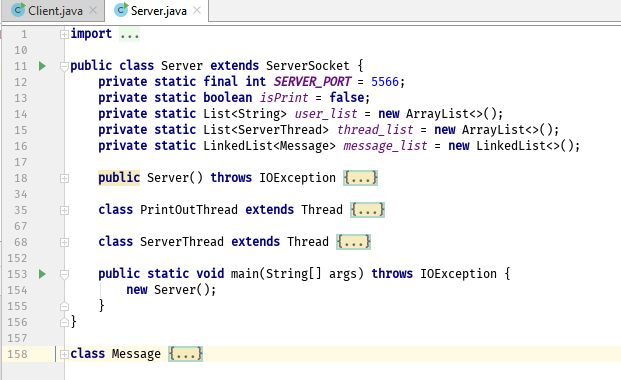 Client.java Server.java
1 import ...
10
11 public class Server extends ServerSocket {
12 private static final int SERVER_PORT = 5566;
13 private static boolean isPrint = false;
14 private static List<String> user_list = new ArrayList<>();
15 private static List<ServerThread> thread_list = new ArrayList<>();
16 private static LinkedList<Message> message_list = new LinkedList<>();
17
18 public Server() throws IOException {...}
34
35 class PrintOutThread extends Thread {...}
67
68 class ServerThread extends Thread {...}
152
153 public static void main(String[] args) throws IOException {
154 new Server();
155 }
156 }
157
158 class Message {...}